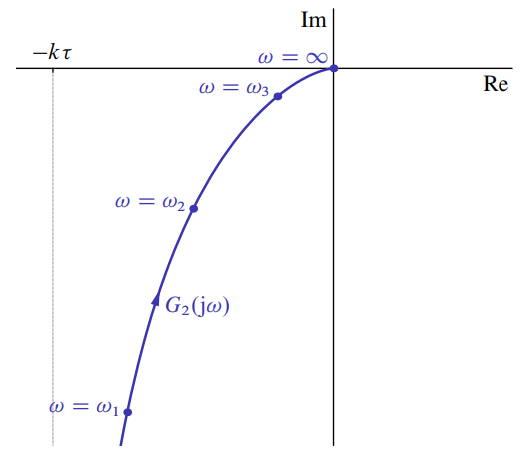 Im
−kτ
ω = ∞
Re
ω = ω₃
ω = ω₂
G₂(jω)
ω = ω₁